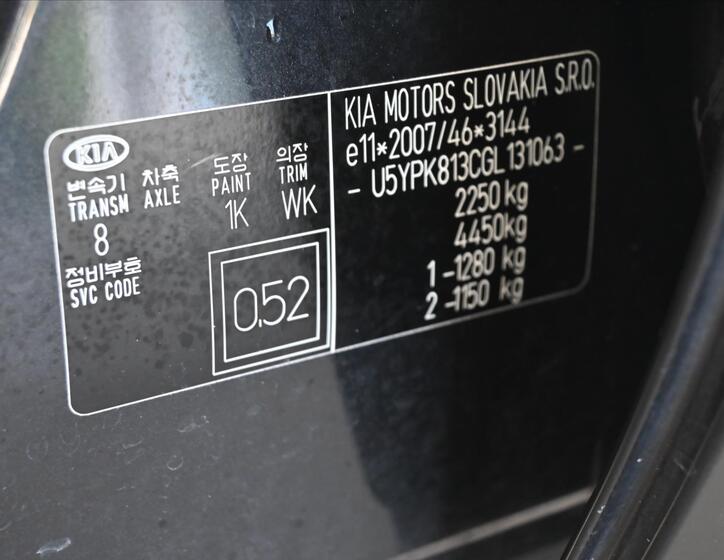 KIA
변속기 차축 도장 의장
TRANSM AXLE PAINT TRIM
8 1K WK
정비부호
SVC CODE
0.52
KIA MOTORS SLOVAKIA S.R.O.
e11*2007/46*3144
- U5YPK813CGL131063 -
2250 kg
4450kg
1 -1280 kg
2 -1150 kg